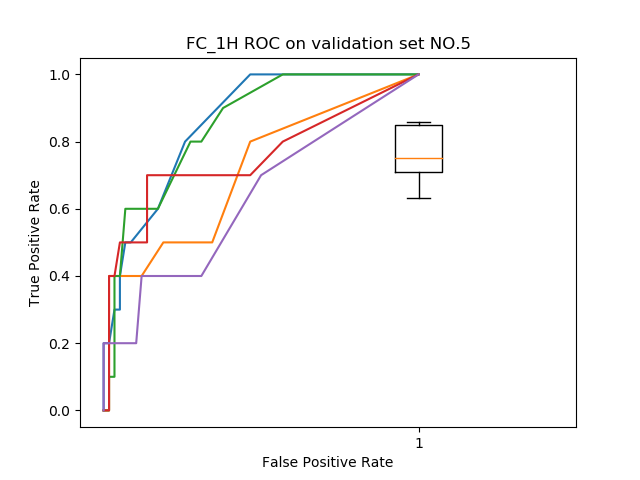 FC_1H ROC on validation set NO.5
True Positive Rate
1.0
0.8
0.6
0.4
0.2
0.0
1
False Positive Rate